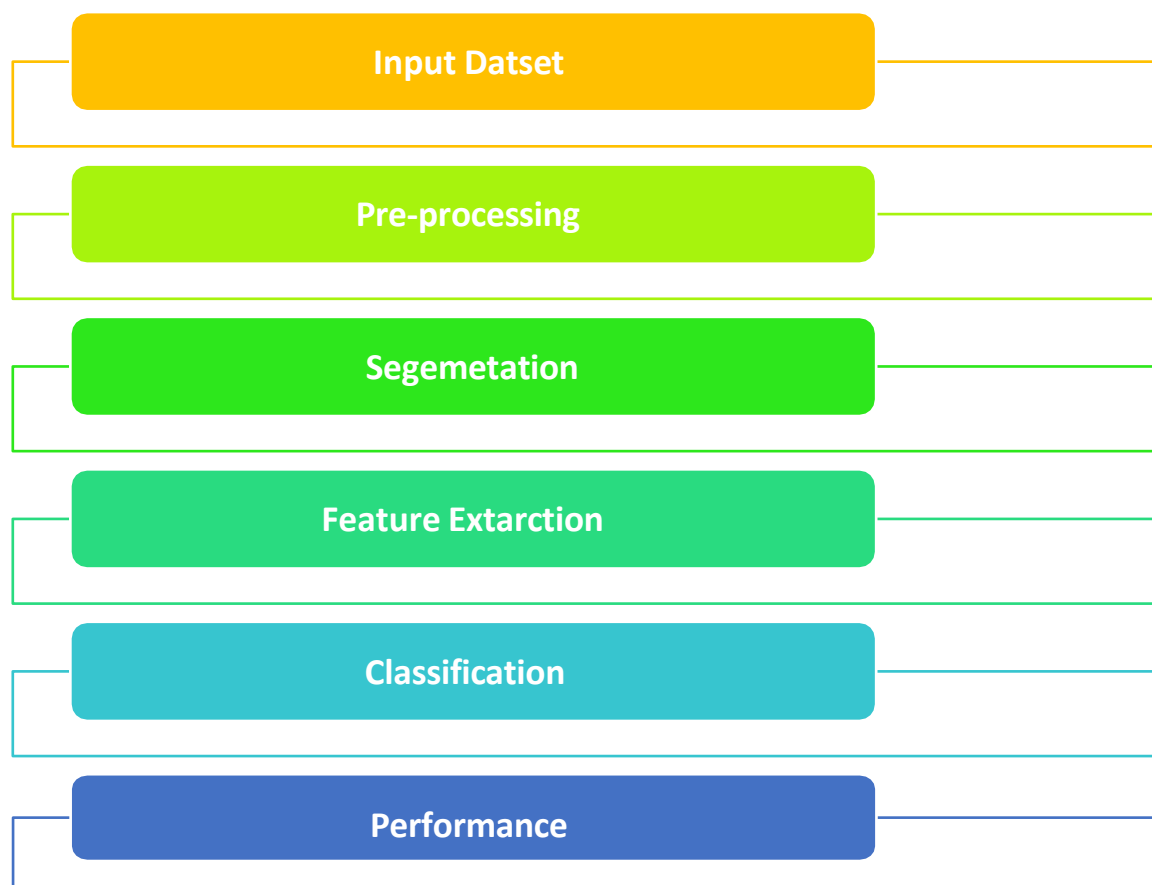 Input Datset
Pre-processing
Segemetation
Feature Extarction
Classification
Performance